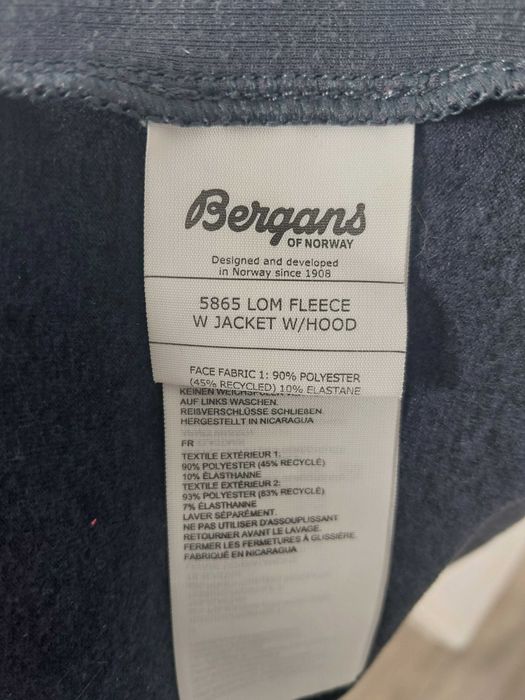 Bergans
OF NORWAY
Designed and developed
in Norway since 1908
5865 LOM FLEECE
W JACKET W/HOOD
FACE FABRIC 1: 90% POLYESTER
(45% RECYCLED) 10% ELASTANE
KEINEN WEICHSPÜLER
AUF LINKS WASCHEN.
REIßVERSCHLÜSSE SCHLIEßEN.
HERGESTELLT IN NICARAGUA
FR
TEXTILE EXTÉRIEUR 1:
90% POLYESTER (45% RECYCLÉ)
10% ÉLASTHANNE
TEXTILE EXTÉRIEUR 2:
93% POLYESTER (83% RECYCLÉ)
7% ÉLASTHANNE
LAVER SÉPARÉMENT.
NE PAS UTILISER D'ASSOUPLISSANT
RETOURNER AVANT LE LAVAGE.
FERMER LES FERMETURES À GLISSIÈRE.
FABRIQUÉ EN NICARAGUA